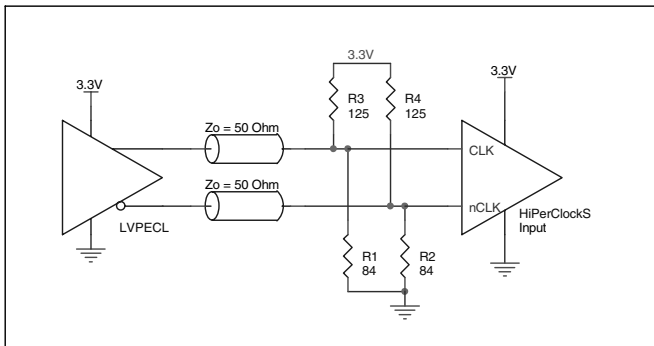 3.3V
3.3V
3.3V
R3
125
R4
125
Zo = 50 Ohm
CLK
Zo = 50 Ohm
nCLK
HiPerClockS
Input
LVPECL
R1
84
R2
84